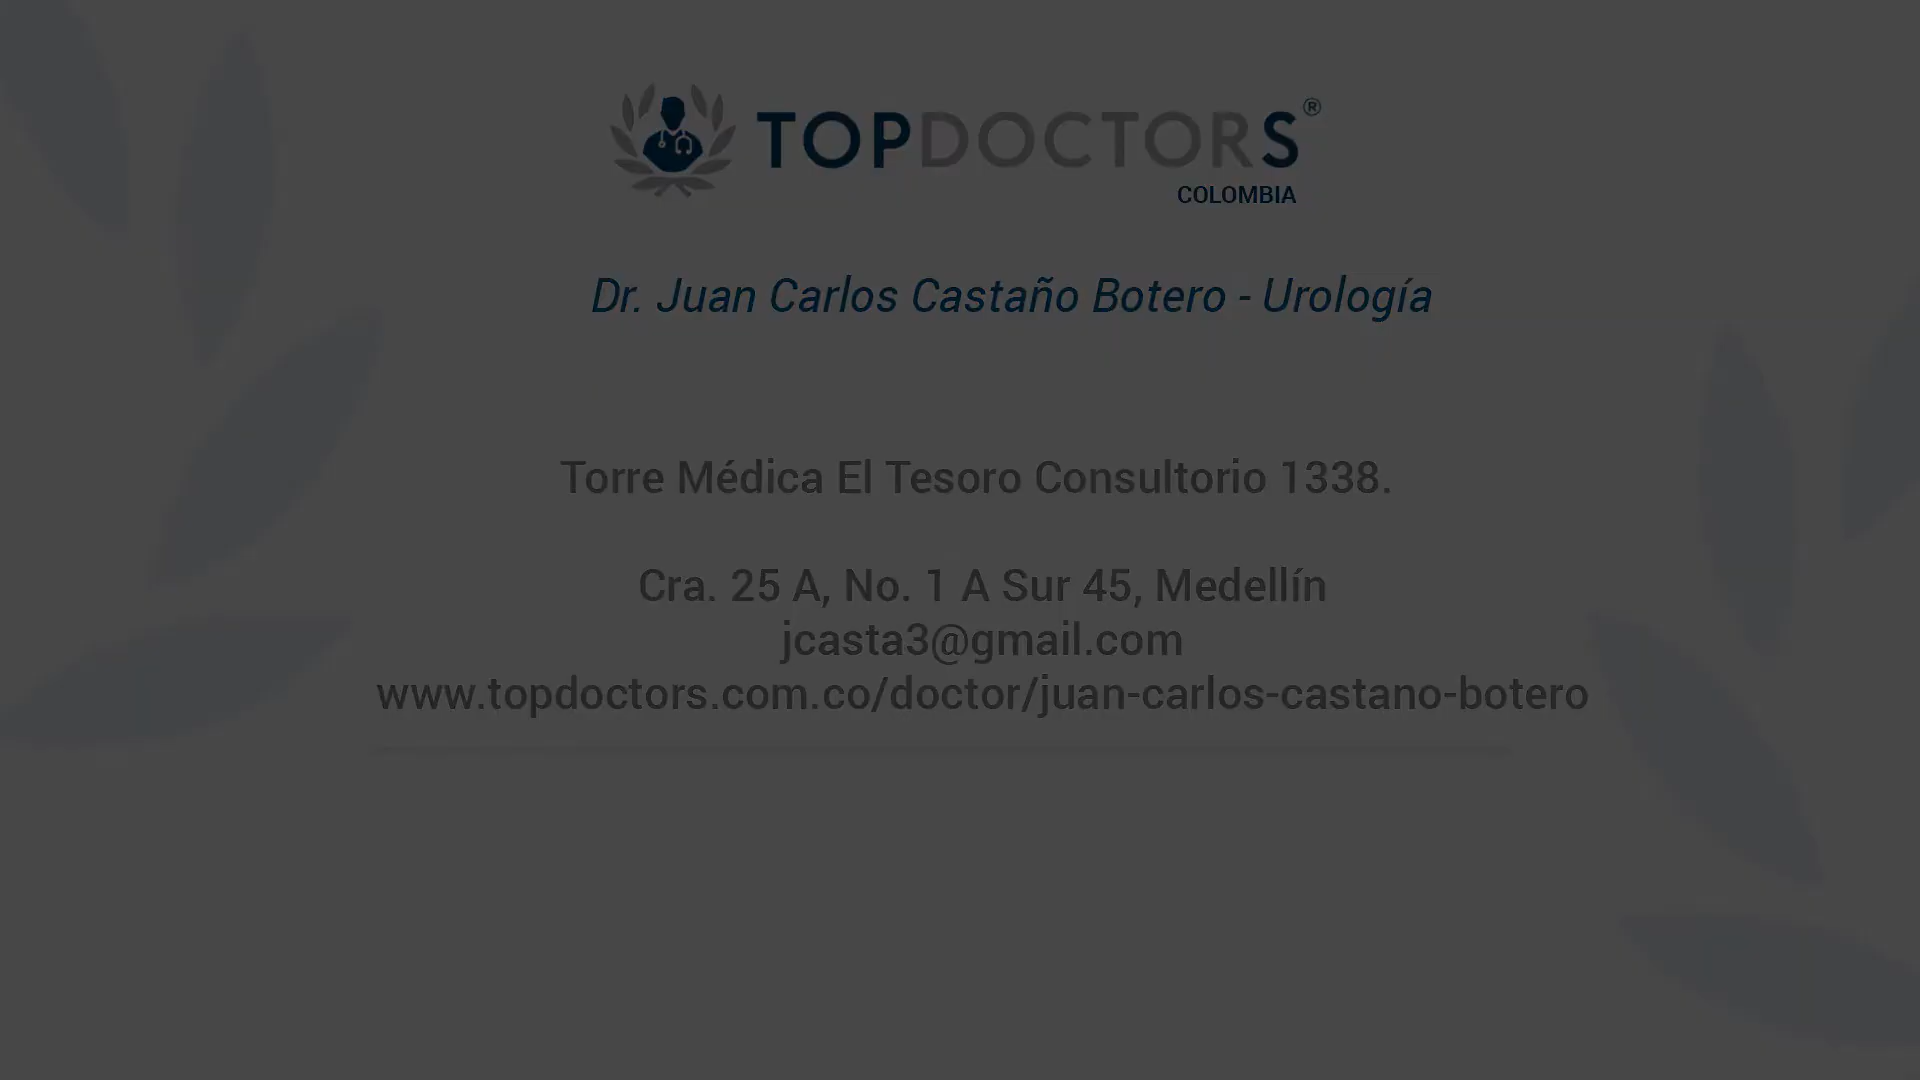 TOPDOCTORS®
COLOMBIA
Dr. Juan Carlos Castaño Botero - Urología
Torre Médica El Tesoro Consultorio 1338.
Cra. 25 A, No. 1 A Sur 45, Medellín
jcasta3@gmail.com
www.topdoctors.com.co/doctor/juan-carlos-castano-botero